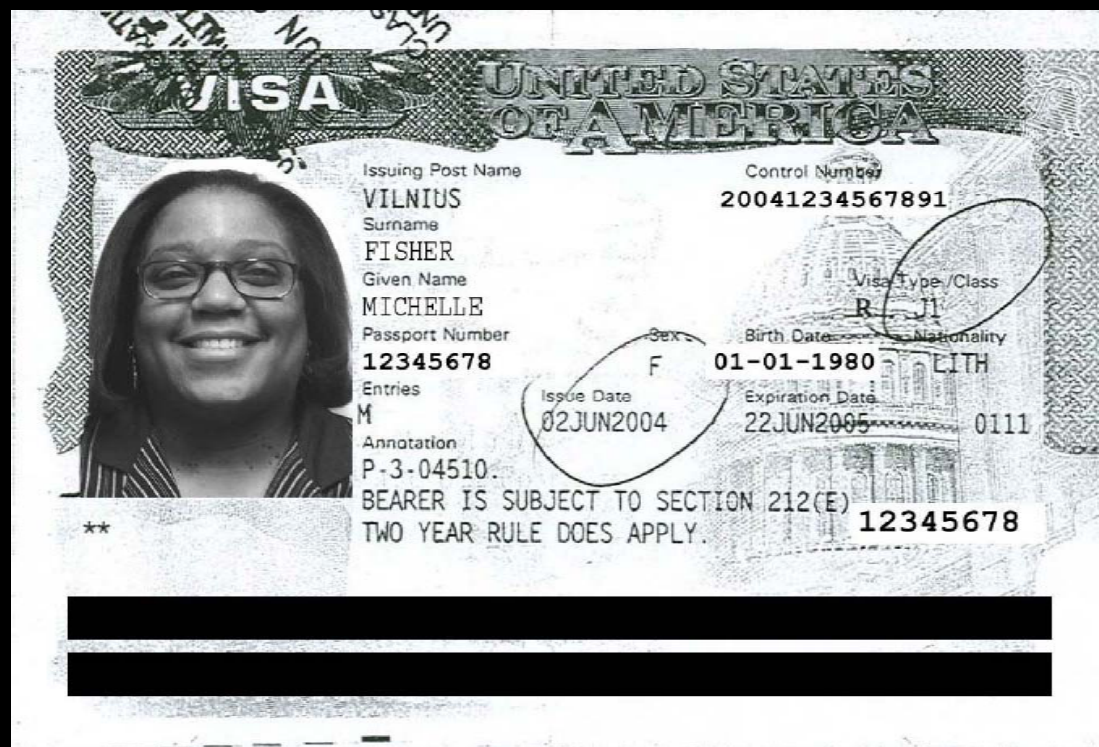 VISA
UNITED STATES
OF AMERICA
Issuing Post Name Control Number
VILNIUS 20041234567891
Surname
FISHER
Given Name Visa Type /Class
MICHELLE R J1
Passport Number Sex Birth Date Nationality
12345678 F 01-01-1980 LITH
Entries Issue Date Expiration Date
M 02JUN2004 22JUN2005 0111
Annotation
P-3-04510.
BEARER IS SUBJECT TO SECTION 212(E)
TWO YEAR RULE DOES APPLY. 12345678
**